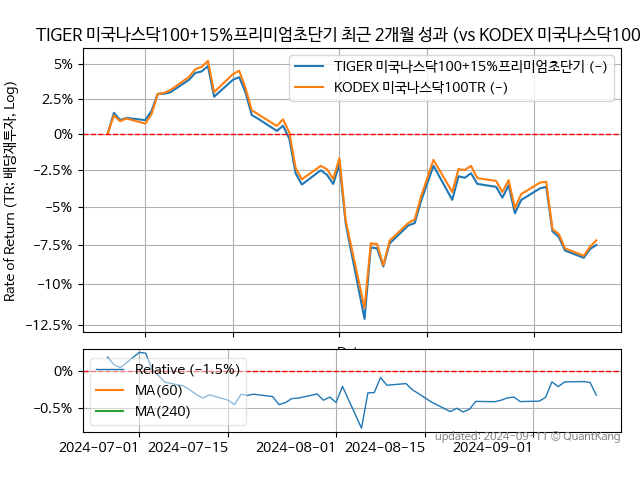 TIGER 미국나스닥100+15%프리미엄초단기 최근 2개월 성과 (vs KODEX 미국나스닥100
5%
2.5%
0%
−2.5%
−5%
−7.5%
−10%
−12.5%
Rate of Return (TR: 배당재투자, Log)
TIGER 미국나스닥100+15%프리미엄초단기 (−)
KODEX 미국나스닥100TR (−)
0%
−0.5%
Relative (−1.5%)
MA(60)
MA(240)
2024-07-01
2024-07-15
2024-08-01
2024-08-15
2024-09-01
updated: 2024-09-11 © QuantKang